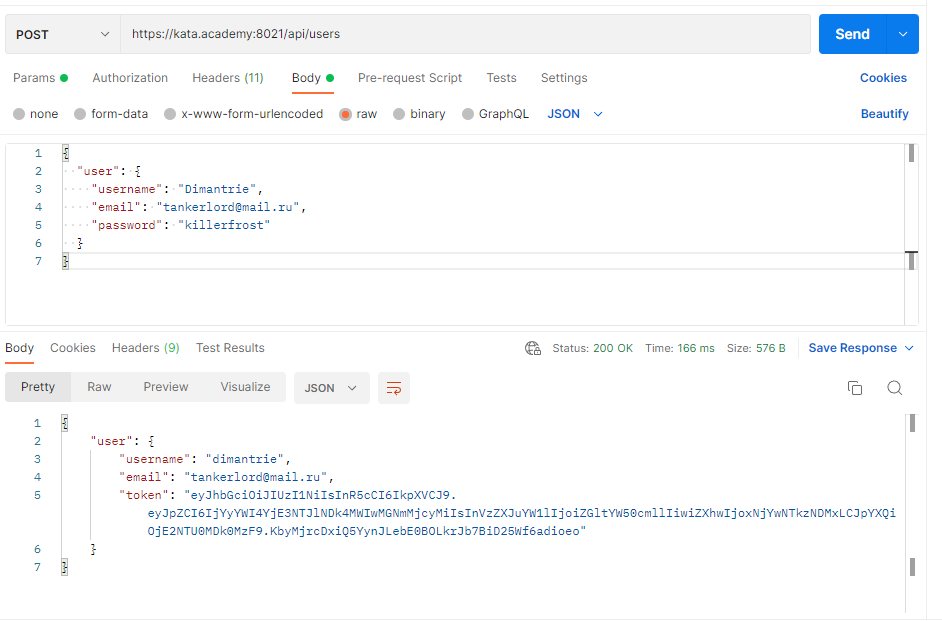 POST https://kata.academy:8021/api/users Send
Params Authorization Headers (11) Body Pre-request Script Tests Settings Cookies
none form-data x-www-form-urlencoded raw binary GraphQL JSON Beautify
1 {
2 "user": {
3 "username": "Dimantrie",
4 "email": "tankerlord@mail.ru",
5 "password": "killerfrost"
6 }
7 }
Body Cookies Headers (9) Test Results Status: 200 OK Time: 166 ms Size: 576 B Save Response
Pretty Raw Preview Visualize JSON
1 {
2 "user": {
3 "username": "dimantrie",
4 "email": "tankerlord@mail.ru",
5 "token": "eyJhbGciOiJIUzI1NiIsInR5cCI6IkpXVCJ9.
eyJpZCI6IjYyYWI4YjE3NTJlNDk4MWIwMGNmMjcyMiIsInVzZXJuYW1lIjoiZGltYW50cmllIiwiZXhwIjoxNjYwNTkzNDMxLCJpYXQi
OjE2NTU0MDk0MzF9.KbyMjrcDxiQ5YynJLebE0BOLkrJb7BiD25Wf6adioeo"
6 }
7 }